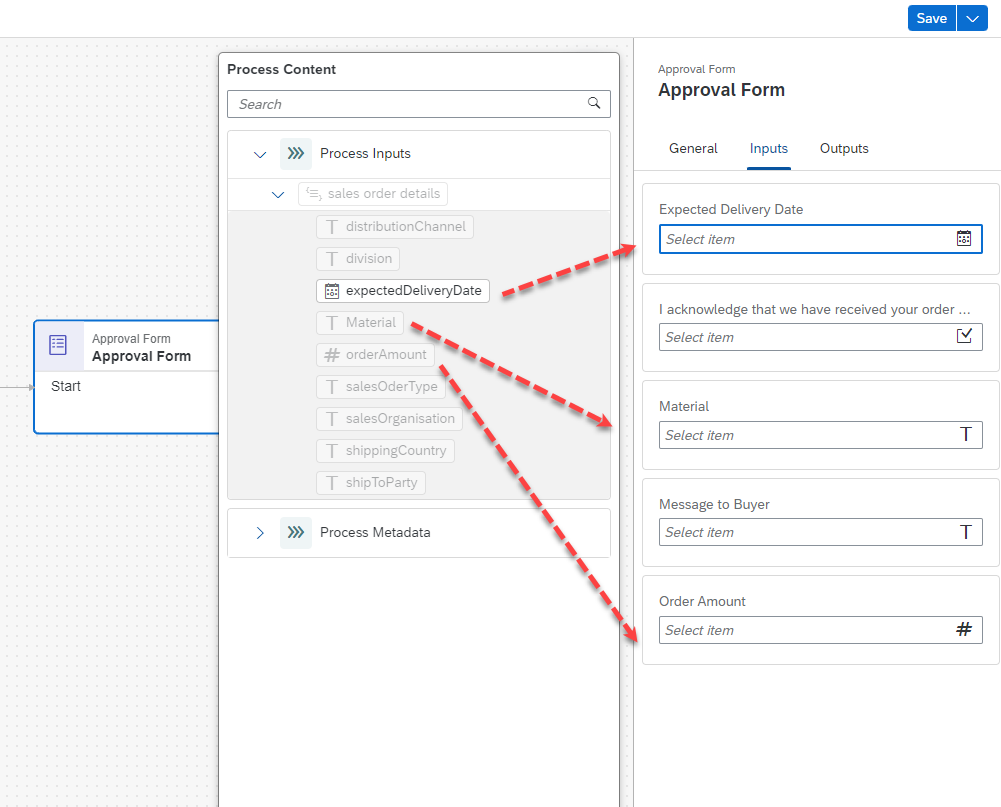 Save
Process Content
Search
Process Inputs
sales order details
distributionChannel
division
expectedDeliveryDate
Material
orderAmount
salesOderType
salesOrganisation
shippingCountry
shipToParty
Process Metadata
Approval Form
Approval Form
Start
Approval Form
Approval Form
General Inputs Outputs
Expected Delivery Date
Select item
I acknowledge that we have received your order ...
Select item
Material
Select item
Message to Buyer
Select item
Order Amount
Select item